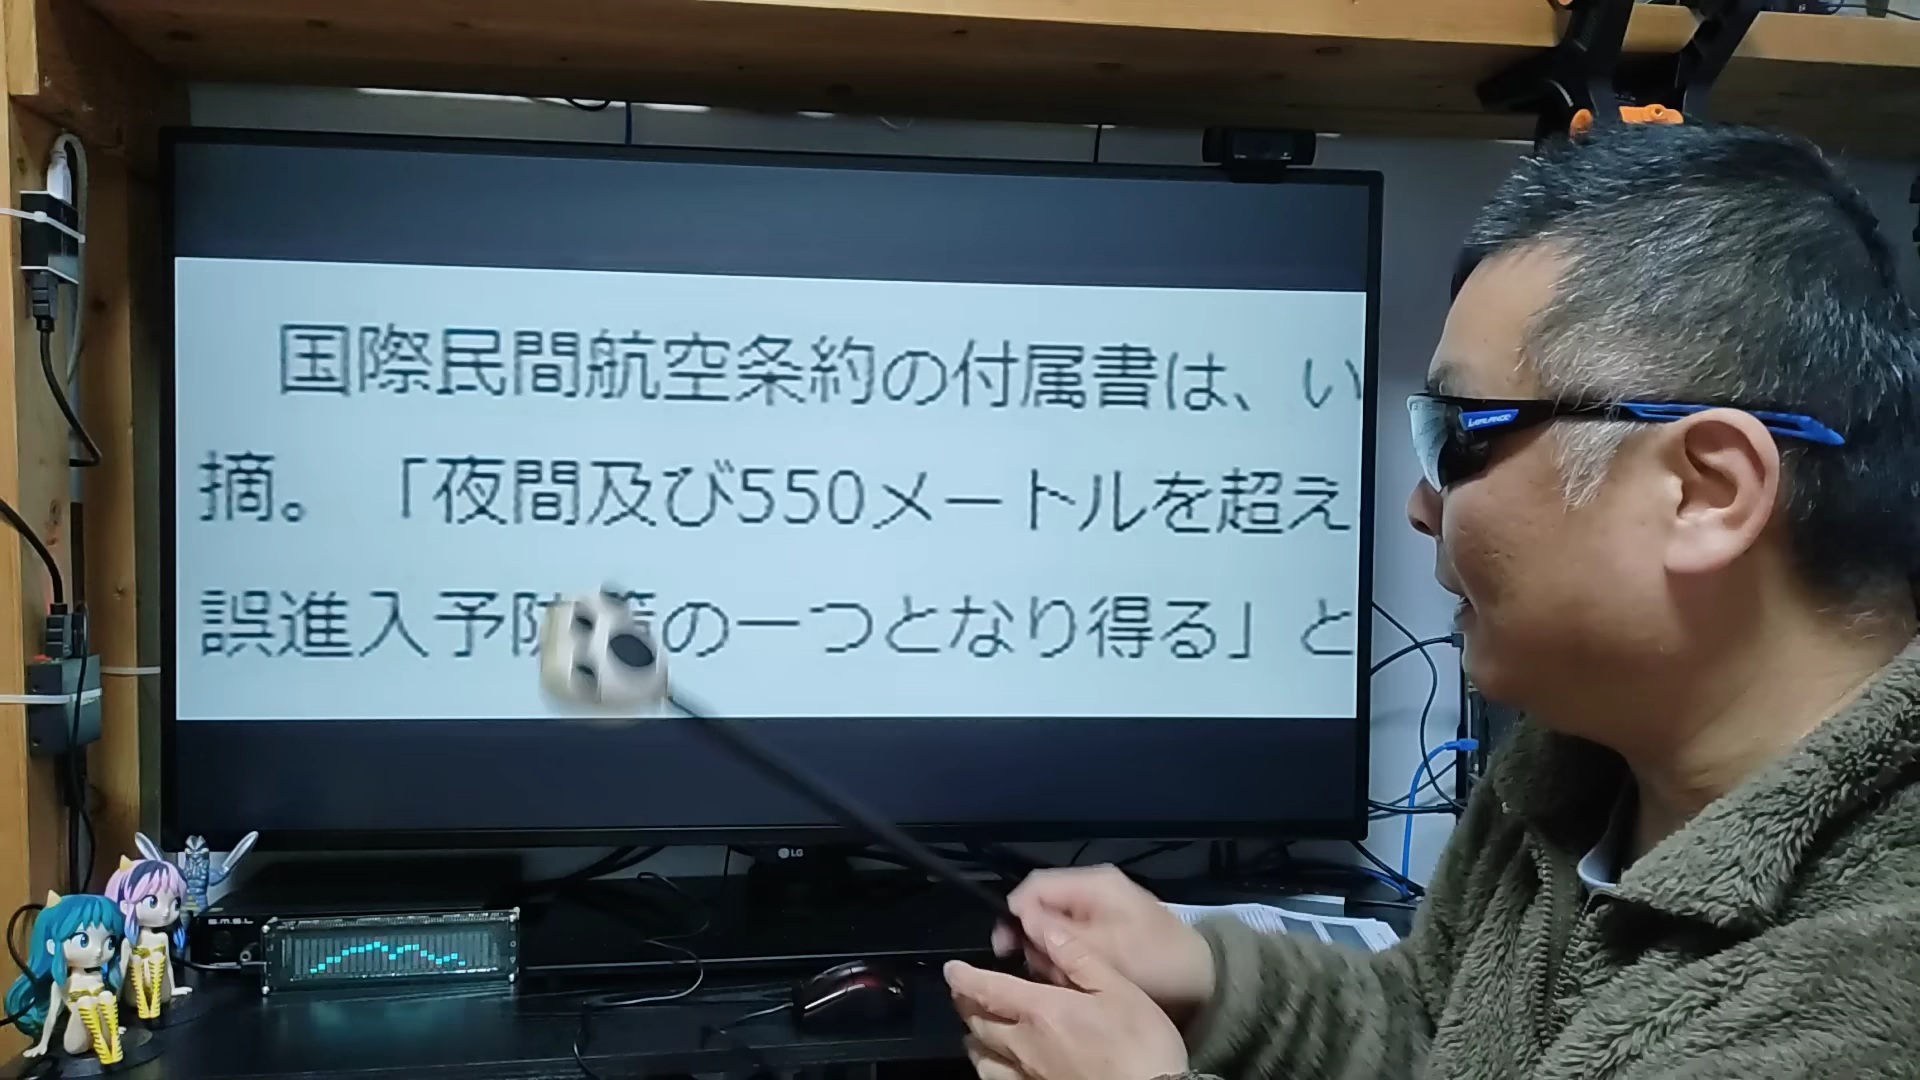 国際民間航空条約の付属書は、い
摘。「夜間及び550メートルを超え
誤進入予防策の一つとなり得る」と
LG
S.M.S.L